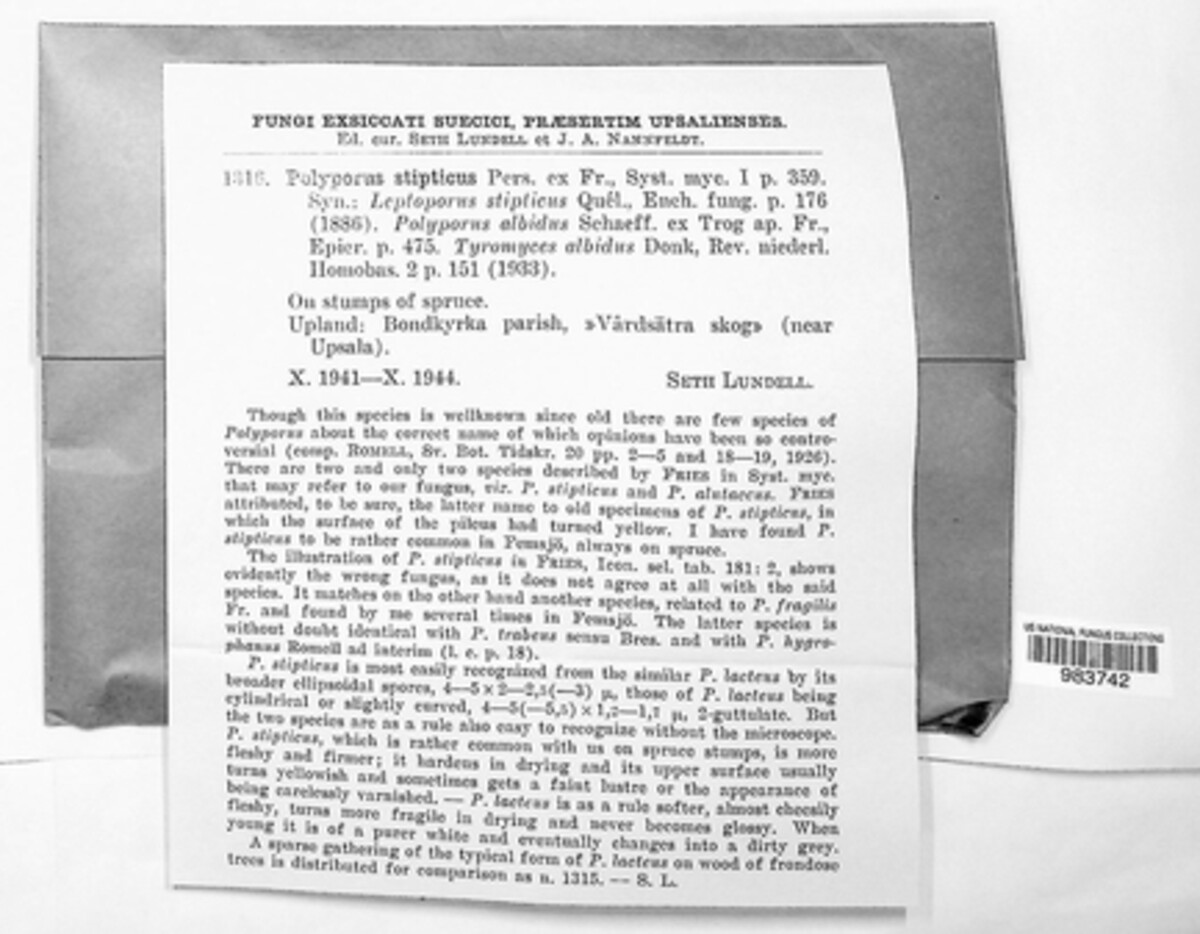 FUNGI EXSICCATI SUECICI, PRÆSERTIM UPSALIENSES.
Ed. cur. SETH LUNDELL et J. A. NANNFELDT.
1316. Polyporus stipticus Pers. ex Fr., Syst. myc. I p. 359.
Syn.: Leptoporus stipticus Quél., Ench. fung. p. 176
(1886). Polyporus albidus Schaeff. ex Trog ap. Fr.,
Epicr. p. 475. Tyromyces albidus Donk, Rev. niederl.
Homobas. 2 p. 151 (1933).
On stumps of spruce.
Upland: Bondkyrka parish, »Vårdsätra skog» (near
Upsala).
X. 1941—X. 1944. SETH LUNDELL.
Though this species is wellknown since old there are few species of
Polyporus about the correct name of which opinions have been so contro-
versial (comp. ROMELL, Sv. Bot. Tidskr. 20 pp. 2—5 and 18—19, 1926).
There are two and only two species described by FRIES in Syst. myc.
that may refer to our fungus, viz. P. stipticus and P. alutaceus. FRIES
attributed, to be sure, the latter name to old specimens of P. stipticus, in
which the surface of the pileus had turned yellow. I have found P.
stipticus to be rather common in Femsjö, always on spruce.
The illustration of P. stipticus in FRIES, Icon. sel. tab. 181: 2, shows
evidently the wrong fungus, as it does not agree at all with the said
species. It matches on the other hand another species, related to P. fragilis
Fr. and found by me several times in Femsjö. The latter species is
without doubt identical with P. trabeus sensu Bres. and with P. hygro-
phanus Romell ad interim (l. c. p. 18).
P. stipticus is most easily recognized from the similar P. lacteus by its
broader ellipsoidal spores, 4—5 × 2—2,5(—3) µ, those of P. lacteus being
cylindrical or slightly curved, 4—5(—5,5) × 1,2—1,7 µ, 2-guttulate. But
the two species are as a rule also easy to recognize without the microscope.
P. stipticus, which is rather common with us on spruce stumps, is more
fleshy and firmer; it hardens in drying and its upper surface usually
turns yellowish and sometimes gets a faint lustre or the appearance of
being carelessly varnished. — P. lacteus is as a rule softer, almost cheesily
fleshy, turns more fragile in drying and never becomes glossy. When
young it is of a purer white and eventually changes into a dirty grey.
A sparse gathering of the typical form of P. lacteus on wood of frondose
trees is distributed for comparison as n. 1315. — S. L.
US NATIONAL FUNGUS COLLECTIONS
983742